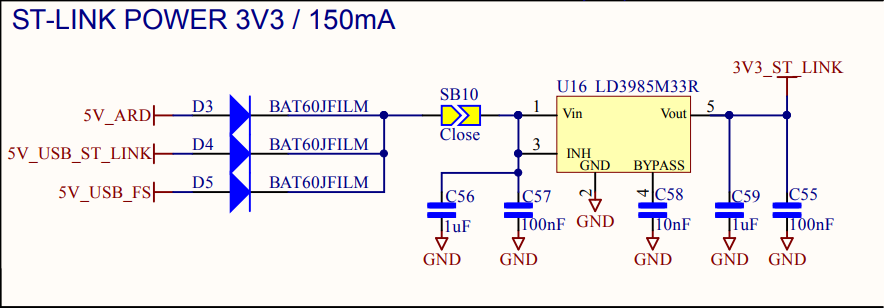 ST-LINK POWER 3V3 / 150mA
3V3_ST_LINK
SB10
U16 LD3985M33R
D3 BAT60JFILM
5V_ARD
1 Vin Vout 5
Close
D4 BAT60JFILM
5V_USB_ST_LINK
3 INH
GND BYPASS
D5 BAT60JFILM
5V_USB_FS
2 4
C56 C57 C58 C59 C55
1uF 100nF GND 10nF 1uF 100nF
GND GND GND GND GND